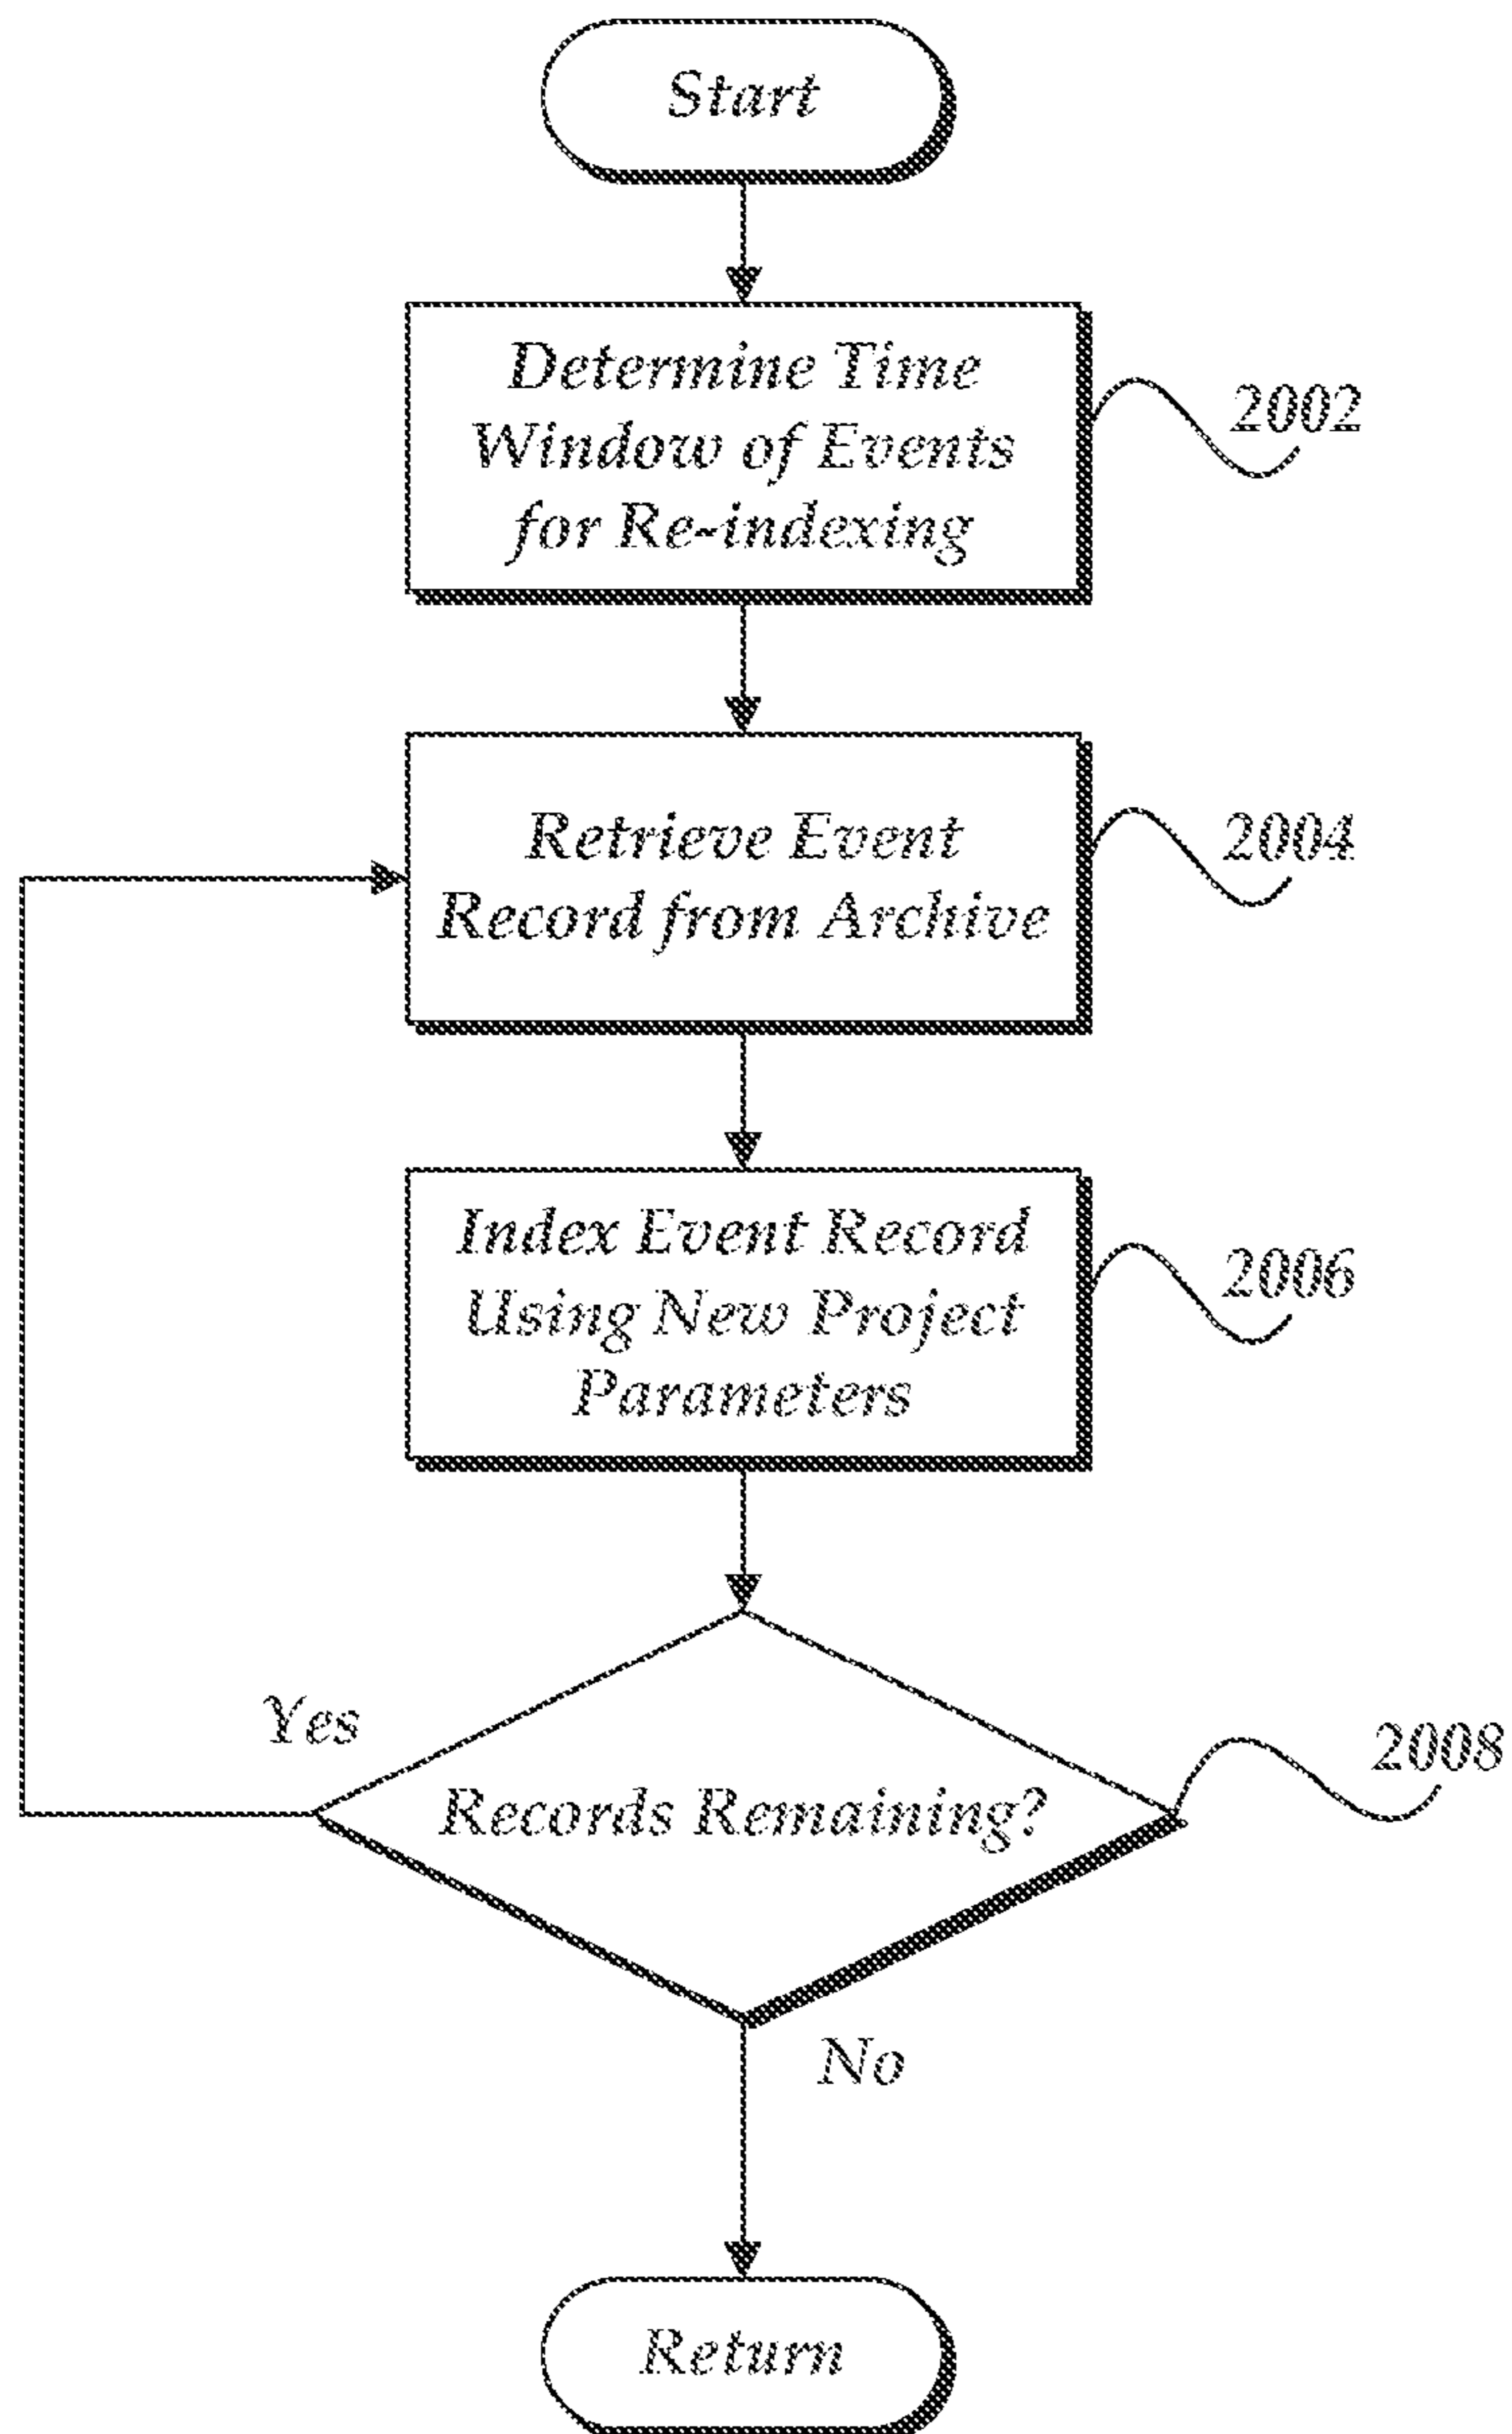 Start
Determine Time
Window of Events
for Re-indexing
2002
Retrieve Event
Record from Archive
2004
Index Event Record
Using New Project
Parameters
2006
Yes
Records Remaining?
2008
No
Return